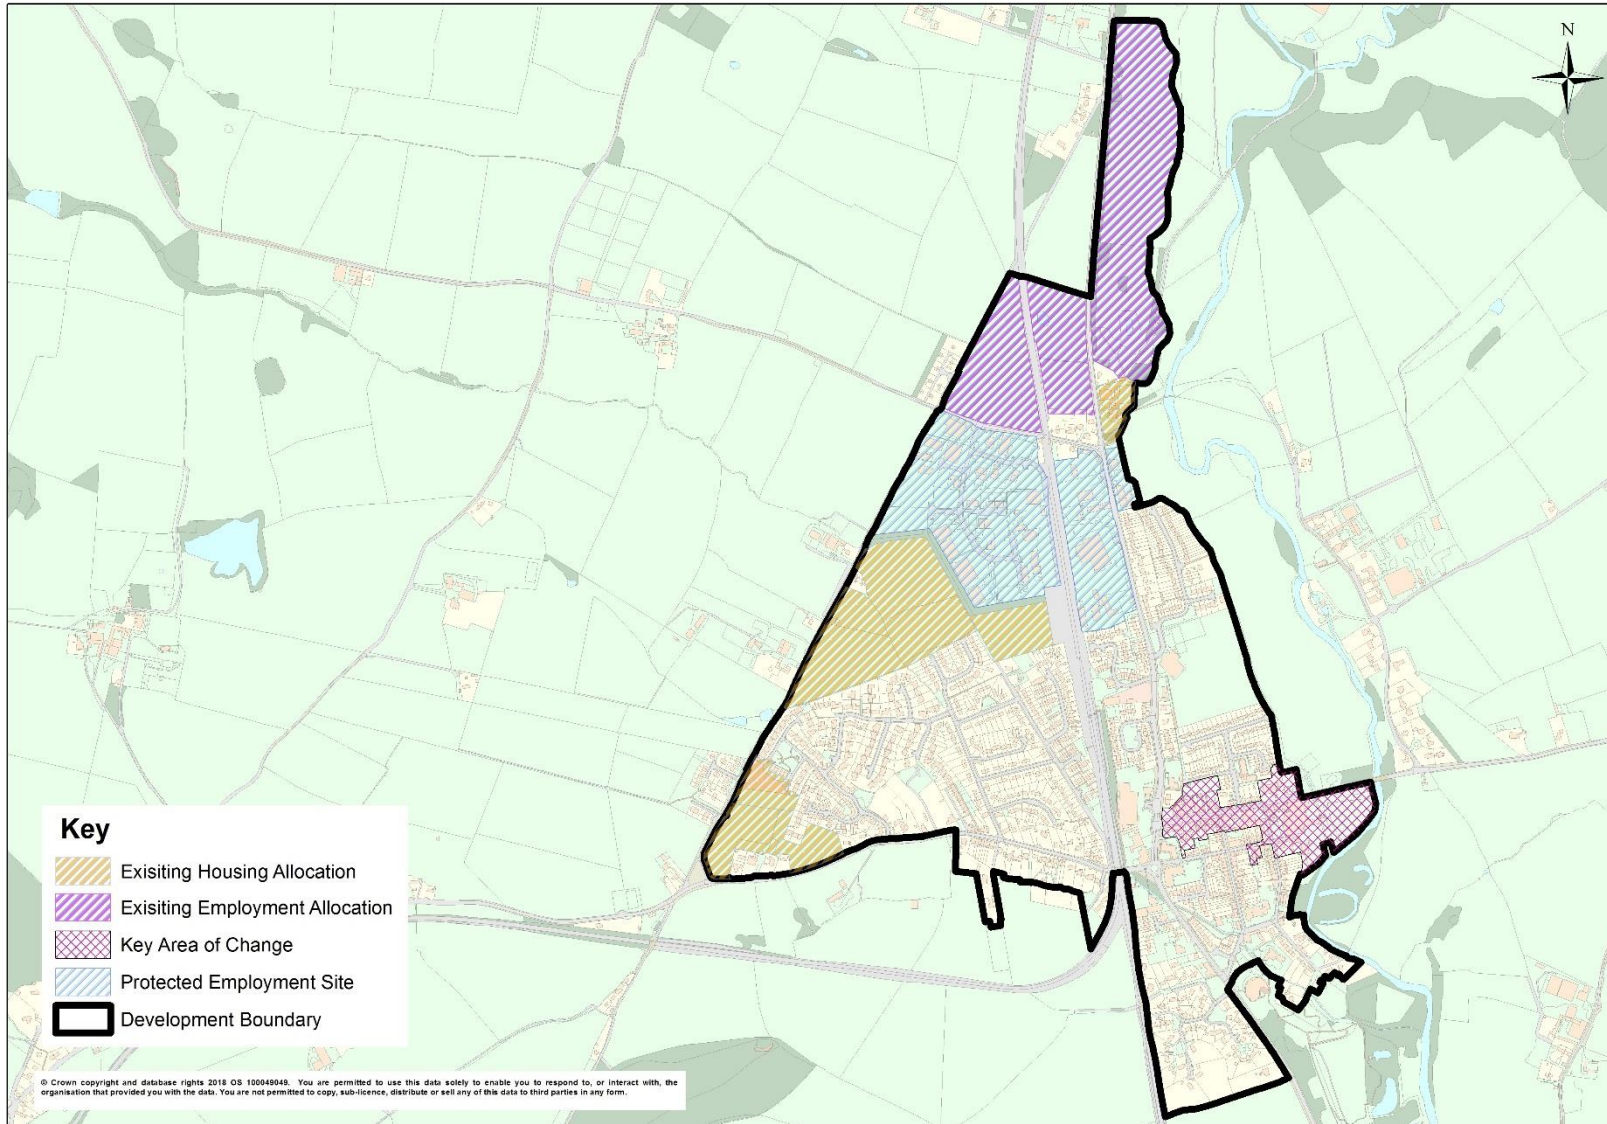 N
Key
Exisiting Housing Allocation
Exisiting Employment Allocation
Key Area of Change
Protected Employment Site
Development Boundary
© Crown copyright and database rights 2018 OS 100049049. You are permitted to use this data solely to enable you to respond to, or interact with, the
organisation that provided you with the data. You are not permitted to copy, sub-licence, distribute or sell any of this data to third parties in any form.